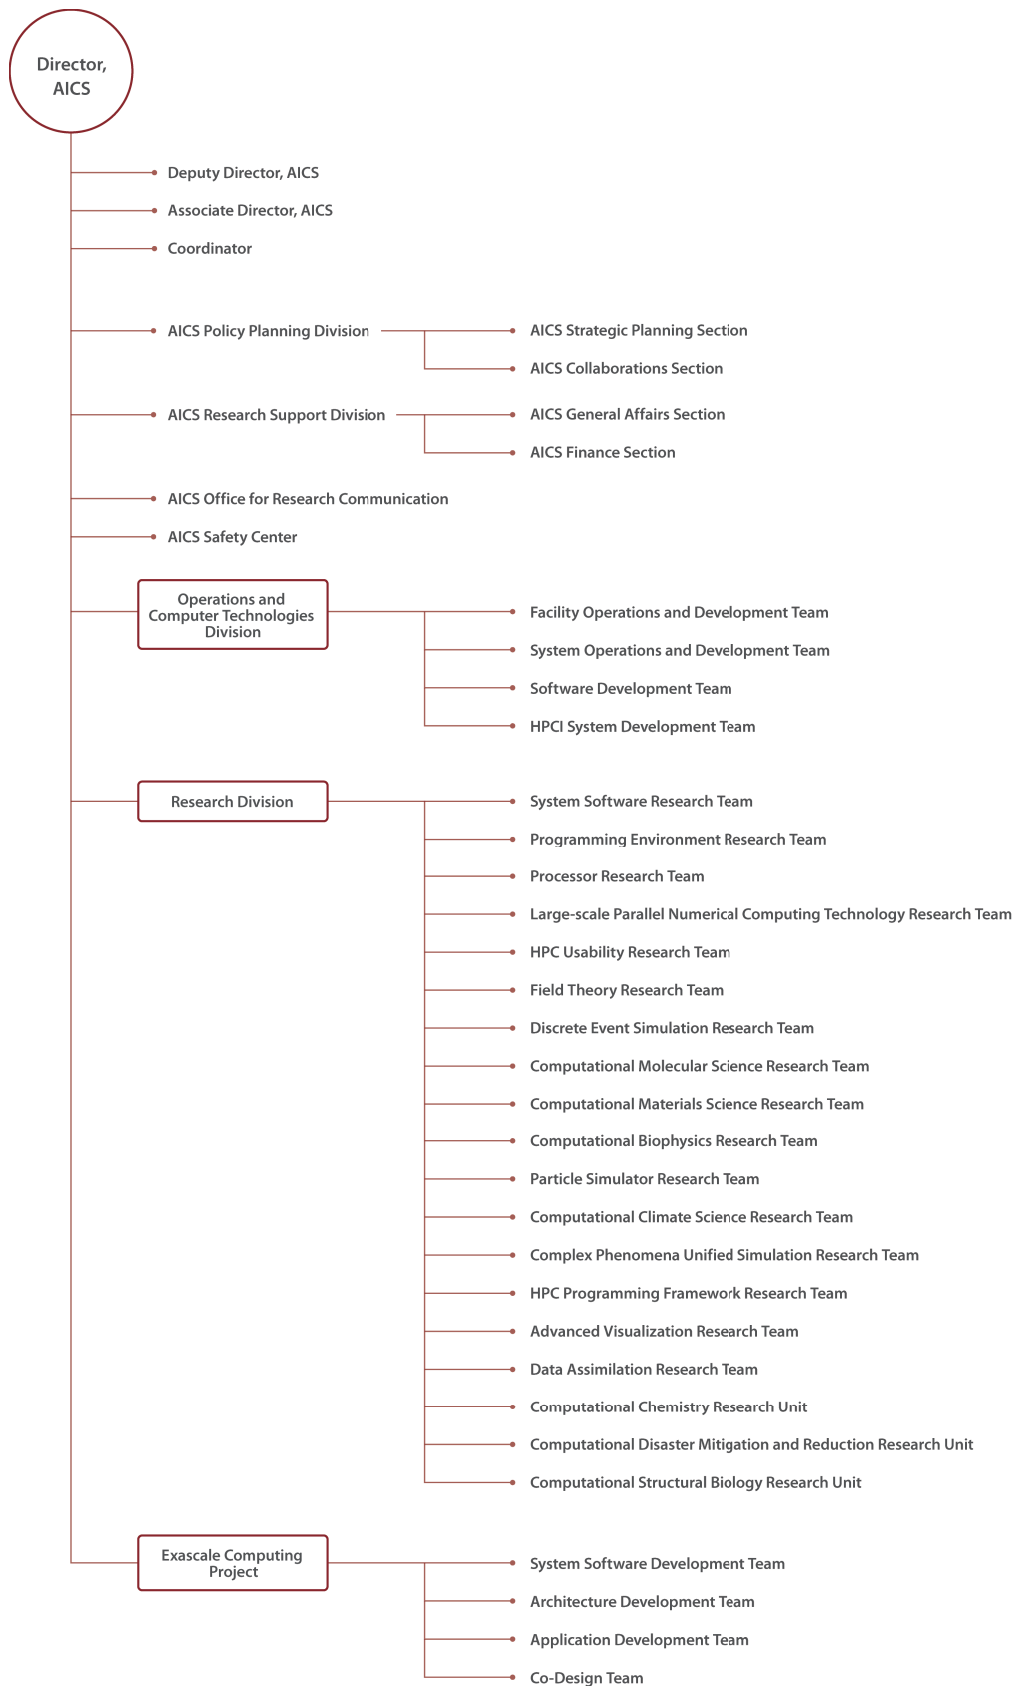 Director,
AICS
Deputy Director, AICS
Associate Director, AICS
Coordinator
AICS Policy Planning Division
AICS Strategic Planning Section
AICS Collaborations Section
AICS Research Support Division
AICS General Affairs Section
AICS Finance Section
AICS Office for Research Communication
AICS Safety Center
Operations and
Computer Technologies
Division
Facility Operations and Development Team
System Operations and Development Team
Software Development Team
HPCI System Development Team
Research Division
System Software Research Team
Programming Environment Research Team
Processor Research Team
Large-scale Parallel Numerical Computing Technology Research Team
HPC Usability Research Team
Field Theory Research Team
Discrete Event Simulation Research Team
Computational Molecular Science Research Team
Computational Materials Science Research Team
Computational Biophysics Research Team
Particle Simulator Research Team
Computational Climate Science Research Team
Complex Phenomena Unified Simulation Research Team
HPC Programming Framework Research Team
Advanced Visualization Research Team
Data Assimilation Research Team
Computational Chemistry Research Unit
Computational Disaster Mitigation and Reduction Research Unit
Computational Structural Biology Research Unit
Exascale Computing
Project
System Software Development Team
Architecture Development Team
Application Development Team
Co-Design Team